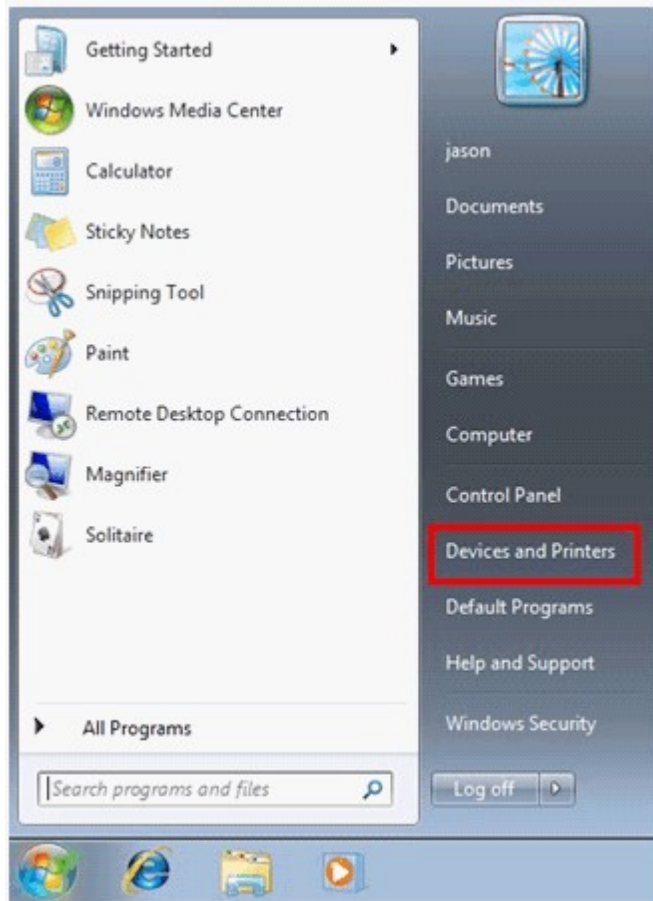 Getting Started
Windows Media Center
Calculator
Sticky Notes
Snipping Tool
Paint
Remote Desktop Connection
Magnifier
Solitaire
All Programs
Search programs and files
jason
Documents
Pictures
Music
Games
Computer
Control Panel
Devices and Printers
Default Programs
Help and Support
Windows Security
Log off